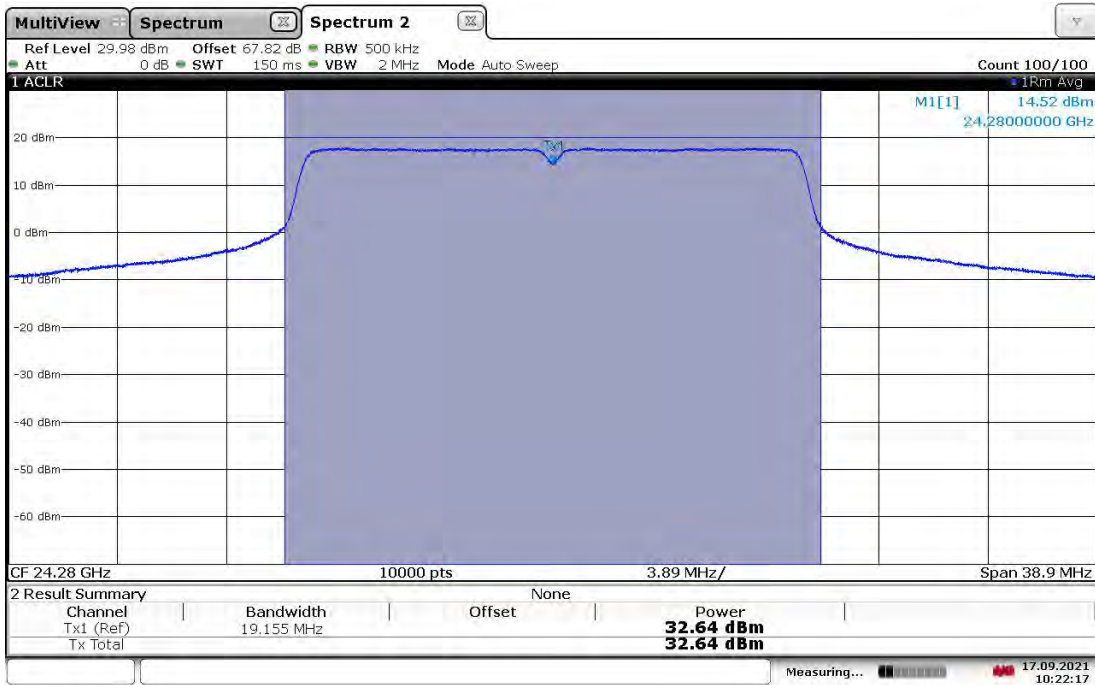 MultiView Spectrum Spectrum 2
Ref Level 29.98 dBm Offset 67.82 dB RBW 500 kHz
Att 0 dB SWT 150 ms VBW 2 MHz Mode Auto Sweep Count 100/100
1 ACLR 1Rm Avg
M1[1] 14.52 dBm
24.28000000 GHz
20 dBm
Tx1
10 dBm
0 dBm
-10 dBm
-20 dBm
-30 dBm
-40 dBm
-50 dBm
-60 dBm
CF 24.28 GHz 10000 pts 3.89 MHz/ Span 38.9 MHz
2 Result Summary None
Channel Bandwidth Offset Power
Tx1 (Ref) 19.155 MHz 32.64 dBm
Tx Total 32.64 dBm
Measuring... 17.09.2021
10:22:17